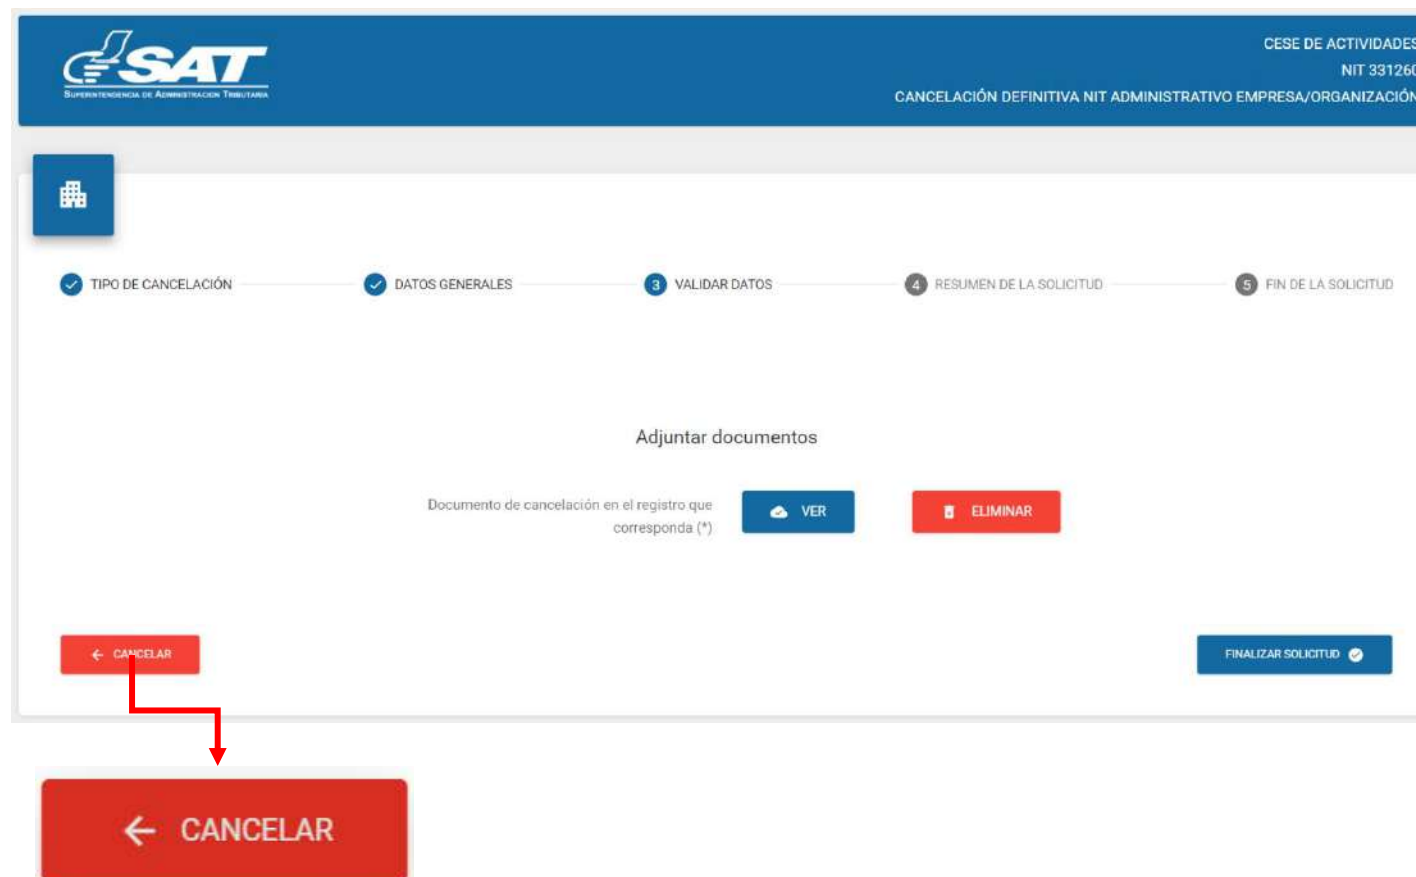 SAT
SUPERINTENDENCIA DE ADMINISTRACION TRIBUTARIA
CESE DE ACTIVIDADES
NIT 331260
CANCELACIÓN DEFINITIVA NIT ADMINISTRATIVO EMPRESA/ORGANIZACIÓN
TIPO DE CANCELACIÓN
DATOS GENERALES
3 VALIDAR DATOS
4 RESUMEN DE LA SOLICITUD
5 FIN DE LA SOLICITUD
Adjuntar documentos
Documento de cancelación en el registro que
corresponda (*)
VER
ELIMINAR
CANCELAR
FINALIZAR SOLICITUD
CANCELAR